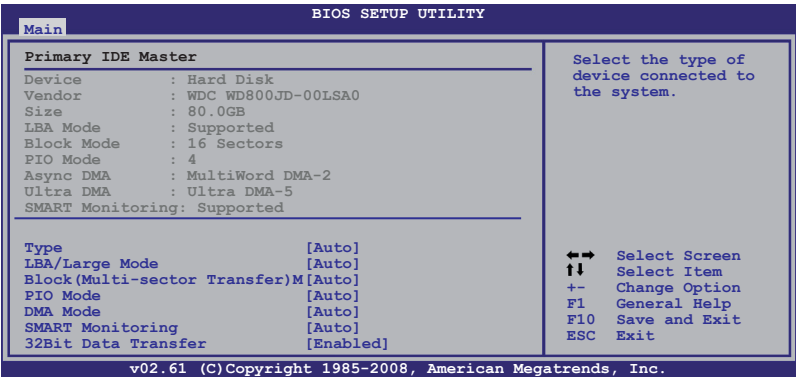 BIOS SETUP UTILITY
Main
Primary IDE Master
Device : Hard Disk
Vendor : WDC WD800JD-00LSA0
Size : 80.0GB
LBA Mode : Supported
Block Mode : 16 Sectors
PIO Mode : 4
Async DMA : MultiWord DMA-2
Ultra DMA : Ultra DMA-5
SMART Monitoring: Supported
Type [Auto]
LBA/Large Mode [Auto]
Block(Multi-sector Transfer)M[Auto]
PIO Mode [Auto]
DMA Mode [Auto]
SMART Monitoring [Auto]
32Bit Data Transfer [Enabled]
Select the type of
device connected to
the system.
←→ Select Screen
↑↓ Select Item
+- Change Option
F1 General Help
F10 Save and Exit
ESC Exit
v02.61 (C)Copyright 1985-2008, American Megatrends, Inc.